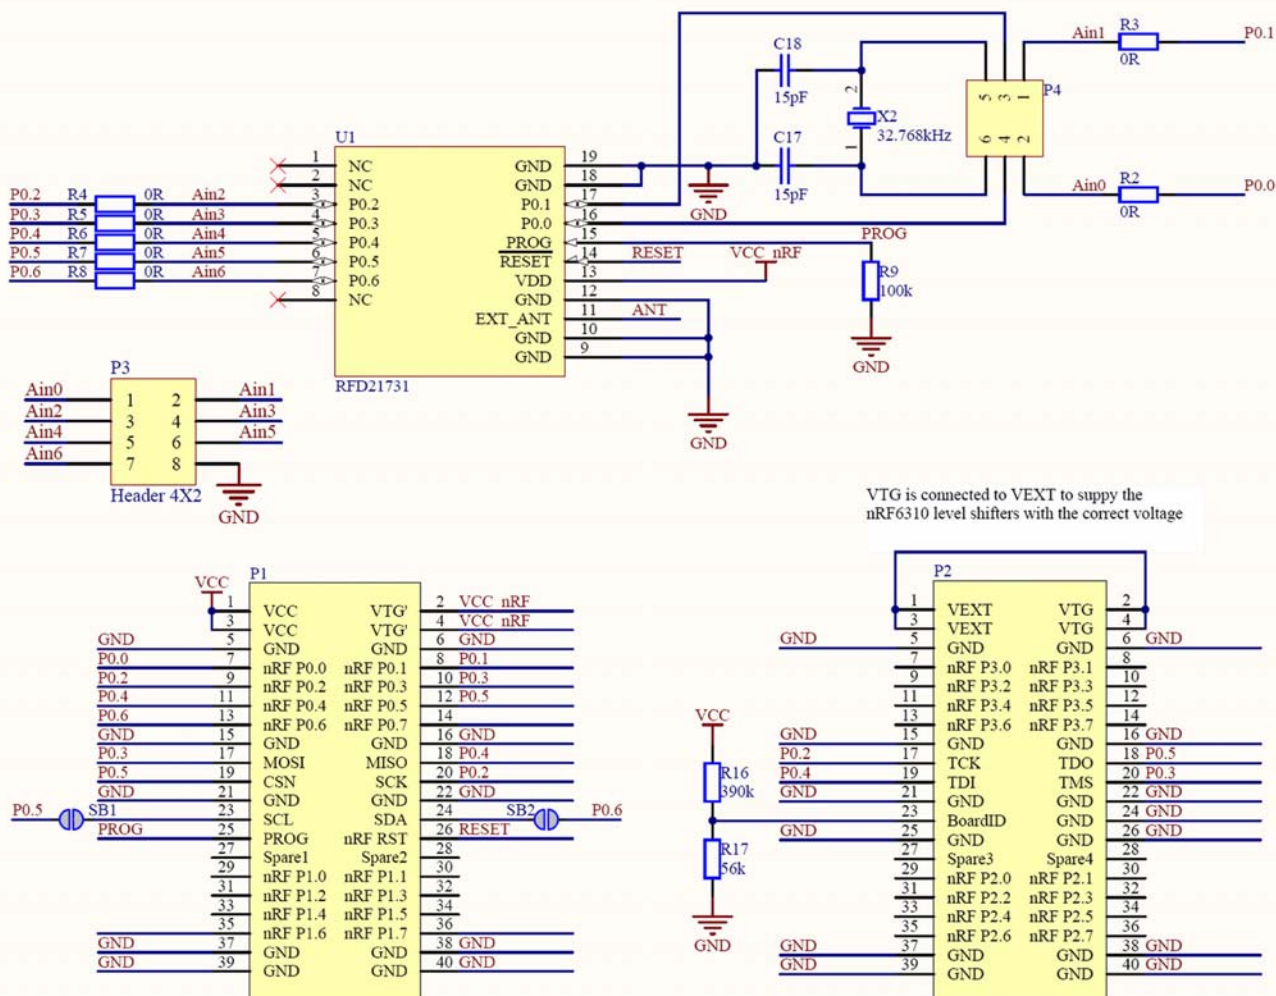 C18
15pF
2
X2
32.768kHz
1
C17
15pF
Ain1
R3
0R
P0.1
P4
5 3 1
6 4 2
Ain0
R2
0R
P0.0
U1
1 NC GND 19
2 NC GND 18
P0.2 R4 0R Ain2 3 P0.2 P0.1 17
P0.3 R5 0R Ain3 4 P0.3 P0.0 16
P0.4 R6 0R Ain4 5 P0.4 PROG 15 PROG
P0.5 R7 0R Ain5 6 P0.5 RESET 14 RESET
P0.6 R8 0R Ain6 7 P0.6 VDD 13 VCC_nRF
8 NC GND 12
EXT_ANT 11 ANT
GND 10
GND 9
RFD21731
GND
R9
100k
GND
GND
P3
Ain0 1 2 Ain1
Ain2 3 4 Ain3
Ain4 5 6 Ain5
Ain6 7 8
Header 4X2
GND
VTG is connected to VEXT to suppy the
nRF6310 level shifters with the correct voltage
P1
VCC
1 VCC VTG' 2 VCC_nRF
3 VCC VTG' 4 VCC_nRF
GND 5 GND GND 6 GND
P0.0 7 nRF P0.0 nRF P0.1 8 P0.1
P0.2 9 nRF P0.2 nRF P0.3 10 P0.3
P0.4 11 nRF P0.4 nRF P0.5 12 P0.5
P0.6 13 nRF P0.6 nRF P0.7 14
GND 15 GND GND 16 GND
P0.3 17 MOSI MISO 18 P0.4
P0.5 19 CSN SCK 20 P0.2
GND 21 GND GND 22 GND
P0.5 SB1 23 SCL SDA 24 SB2 P0.6
PROG 25 PROG nRF RST 26 RESET
27 Spare1 Spare2 28
29 nRF P1.0 nRF P1.1 30
31 nRF P1.2 nRF P1.3 32
33 nRF P1.4 nRF P1.5 34
35 nRF P1.6 nRF P1.7 36
GND 37 GND GND 38 GND
GND 39 GND GND 40 GND
VCC
R16
390k
R17
56k
GND
P2
1 VEXT VTG 2
3 VEXT VTG 4
GND 5 GND GND 6 GND
7 nRF P3.0 nRF P3.1 8
9 nRF P3.2 nRF P3.3 10
11 nRF P3.4 nRF P3.5 12
13 nRF P3.6 nRF P3.7 14
GND 15 GND GND 16 GND
P0.2 17 TCK TDO 18 P0.5
P0.4 19 TDI TMS 20 P0.3
GND 21 GND GND 22 GND
23 BoardID GND 24 GND
GND 25 GND GND 26 GND
27 Spare3 Spare4 28
29 nRF P2.0 nRF P2.1 30
31 nRF P2.2 nRF P2.3 32
33 nRF P2.4 nRF P2.5 34
35 nRF P2.6 nRF P2.7 36
GND 37 GND GND 38 GND
GND 39 GND GND 40 GND